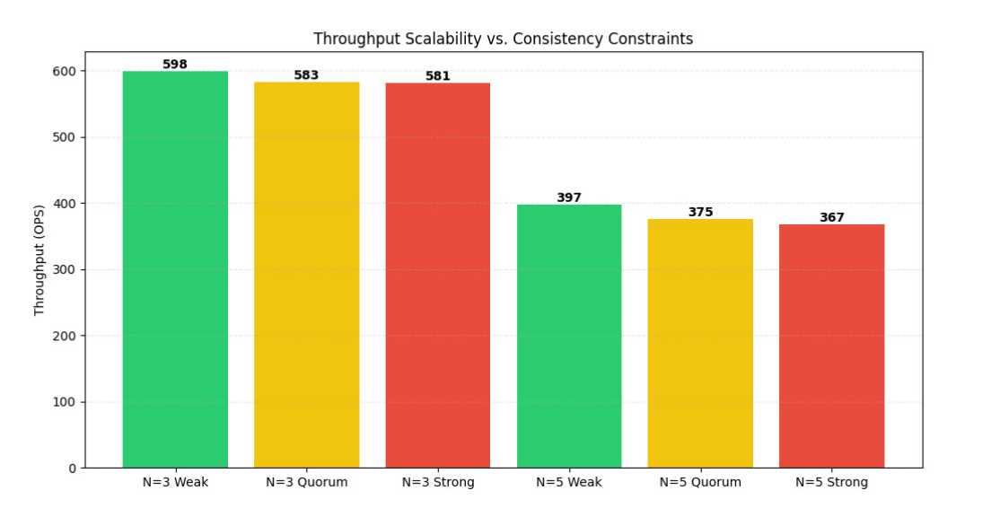 Throughput Scalability vs. Consistency Constraints
Throughput (OPS)
600
500
400
300
200
100
0
598
583
581
397
375
367
N=3 Weak
N=3 Quorum
N=3 Strong
N=5 Weak
N=5 Quorum
N=5 Strong